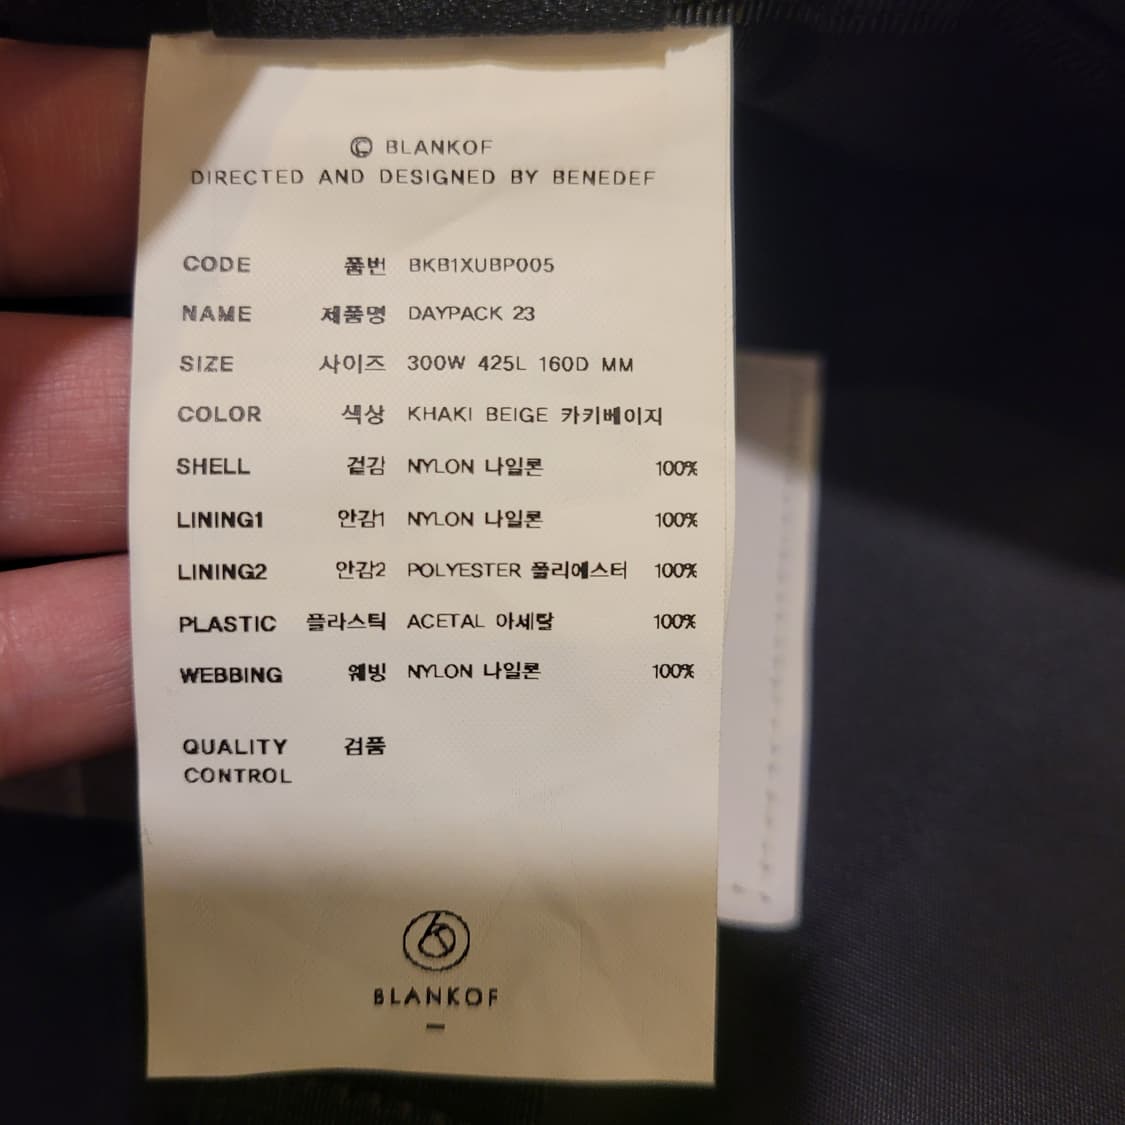 © BLANKOF
DIRECTED AND DESIGNED BY BENEDEF
CODE 품번 BKB1XUBP005
NAME 제품명 DAYPACK 23
SIZE 사이즈 300W 425L 160D MM
COLOR 색상 KHAKI BEIGE 카키베이지
SHELL 겉감 NYLON 나일론 100%
LINING1 안감1 NYLON 나일론 100%
LINING2 안감2 POLYESTER 폴리에스터 100%
PLASTIC 플라스틱 ACETAL 아세탈 100%
WEBBING 웨빙 NYLON 나일론 100%
QUALITY 검품
CONTROL
BLANKOF